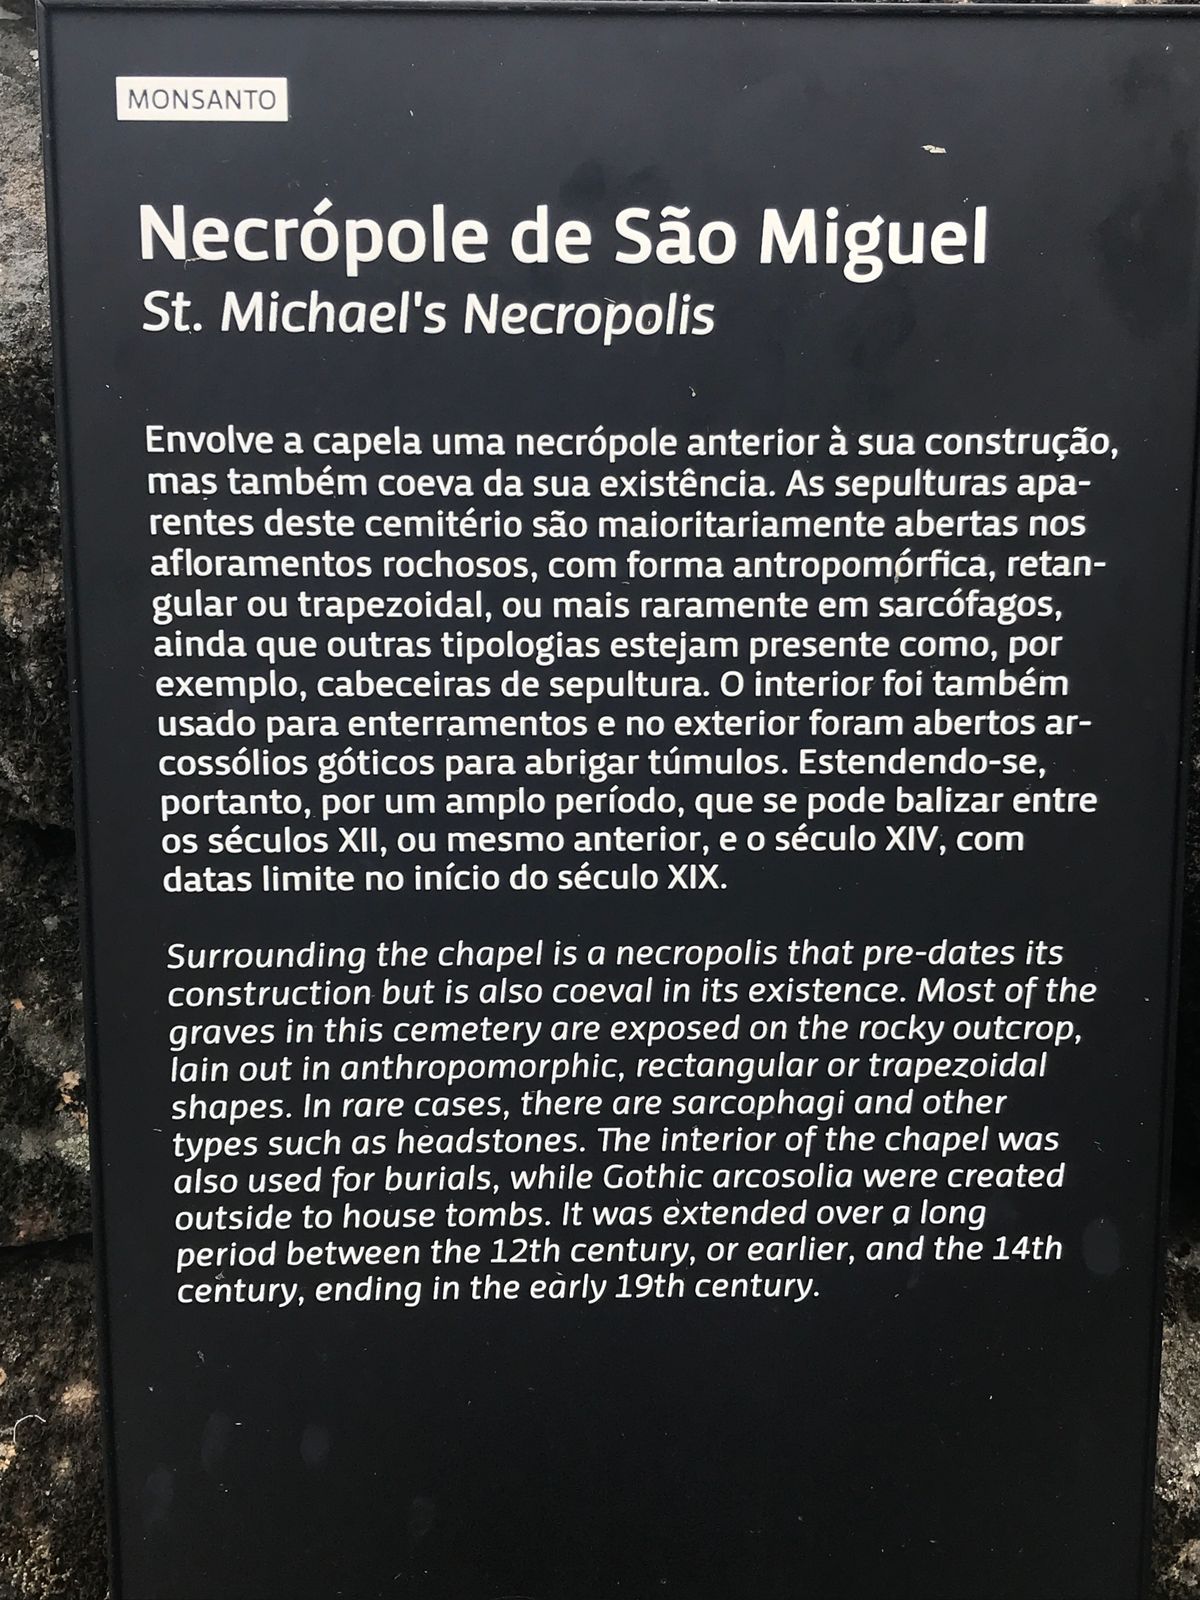 MONSANTO
Necrópole de São Miguel
St. Michael's Necropolis
Envolve a capela uma necrópole anterior à sua construção,
mas também coeva da sua existência. As sepulturas apa-
rentes deste cemitério são maioritariamente abertas nos
afloramentos rochosos, com forma antropomórfica, retan-
gular ou trapezoidal, ou mais raramente em sarcófagos,
ainda que outras tipologias estejam presente como, por
exemplo, cabeceiras de sepultura. O interior foi também
usado para enterramentos e no exterior foram abertos ar-
cossólios góticos para abrigar túmulos. Estendendo-se,
portanto, por um amplo período, que se pode balizar entre
os séculos XII, ou mesmo anterior, e o século XIV, com
datas limite no início do século XIX.
Surrounding the chapel is a necropolis that pre-dates its
construction but is also coeval in its existence. Most of the
graves in this cemetery are exposed on the rocky outcrop,
lain out in anthropomorphic, rectangular or trapezoidal
shapes. In rare cases, there are sarcophagi and other
types such as headstones. The interior of the chapel was
also used for burials, while Gothic arcosolia were created
outside to house tombs. It was extended over a long
period between the 12th century, or earlier, and the 14th
century, ending in the early 19th century.